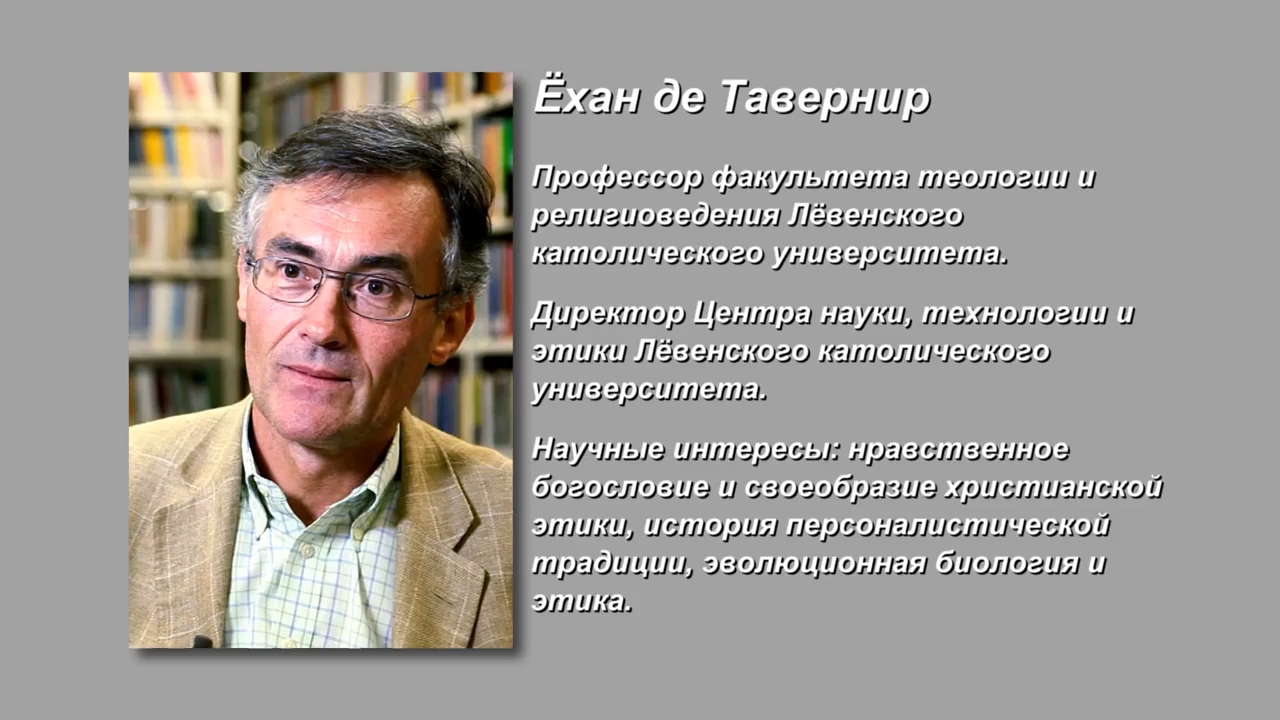 Ёхан де Тавернир
Профессор факультета теологии и
религиоведения Лёвенского
католического университета.
Директор Центра науки, технологии и
этики Лёвенского католического
университета.
Научные интересы: нравственное
богословие и своеобразие христианской
этики, история персоналистической
традиции, эволюционная биология и
этика.